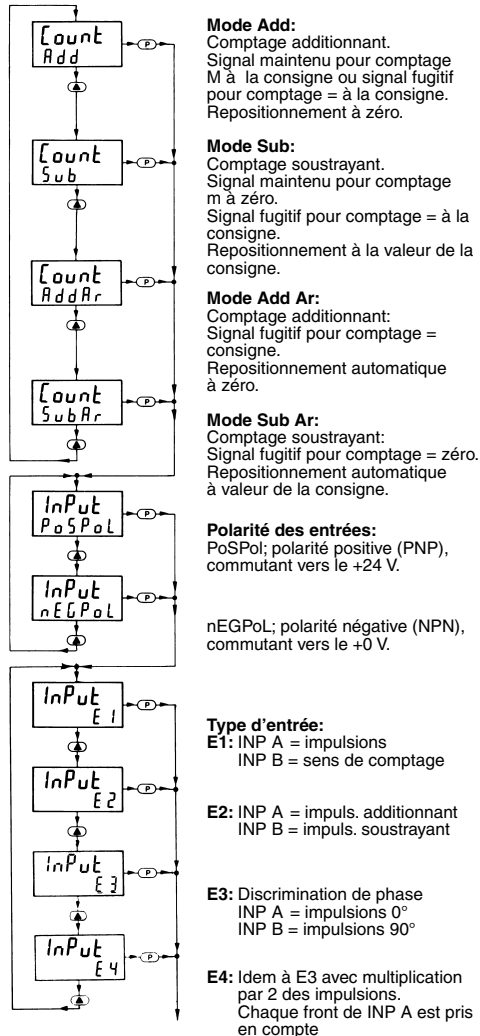 Count
Add
P
Mode Add:
Comptage additionnant.
Signal maintenu pour comptage
M à la consigne ou signal fugitif
pour comptage = à la consigne.
Repositionnement à zéro.
Count
Sub
P
Mode Sub:
Comptage soustrayant.
Signal maintenu pour comptage
m à zéro.
Signal fugitif pour comptage = à la
consigne.
Repositionnement à la valeur de la
consigne.
Count
AddAr
P
Mode Add Ar:
Comptage additionnant:
Signal fugitif pour comptage =
consigne.
Repositionnement automatique
à zéro.
Count
SubAr
P
Mode Sub Ar:
Comptage soustrayant:
Signal fugitif pour comptage = zéro.
Repositionnement automatique
à valeur de la consigne.
InPut
PoSPoL
P
Polarité des entrées:
PoSPol; polarité positive (PNP),
commutant vers le +24 V.
InPut
nEGPoL
P
nEGPoL; polarité négative (NPN),
commutant vers le +0 V.
InPut
E1
P
Type d'entrée:
E1: INP A = impulsions
INP B = sens de comptage
InPut
E2
P
E2: INP A = impuls. additionnant
INP B = impuls. soustrayant
InPut
E3
P
E3: Discrimination de phase
INP A = impulsions 0°
INP B = impulsions 90°
InPut
E4
P
E4: Idem à E3 avec multiplication
par 2 des impulsions.
Chaque front de INP A est pris
en compte